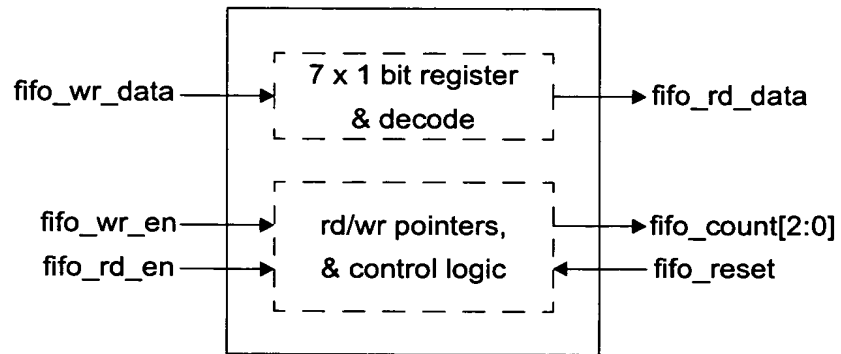 fifo_wr_data
7 x 1 bit register
& decode
fifo_rd_data
fifo_wr_en
fifo_rd_en
rd/wr pointers,
& control logic
fifo_count[2:0]
fifo_reset